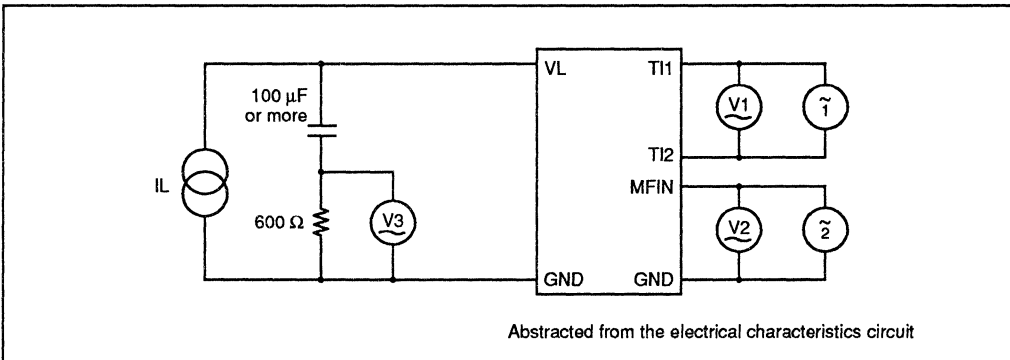 VL
TI1
100 µF
or more
V1
~
1
TI2
IL
MFIN
600 Ω
V3
V2
~
2
GND
GND
Abstracted from the electrical characteristics circuit